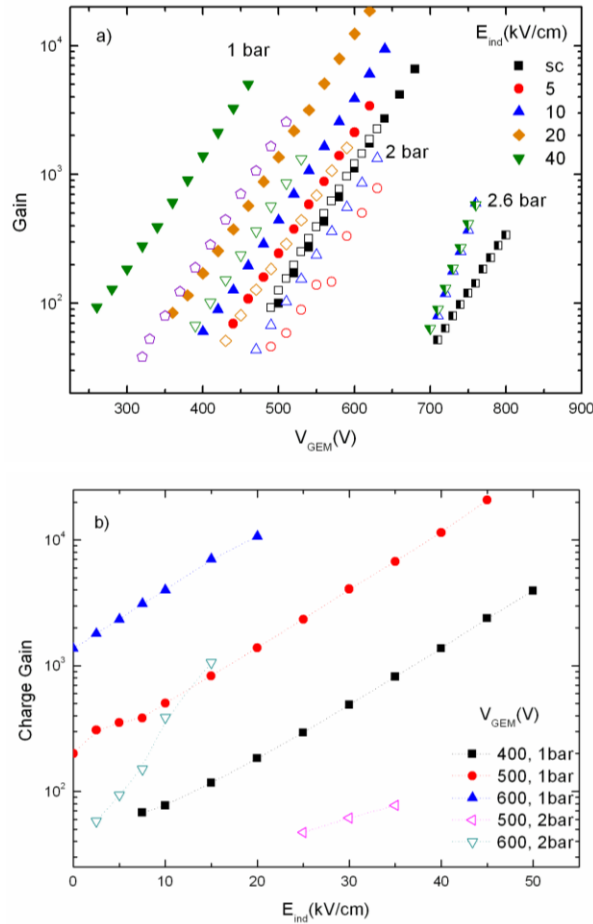 a)
1 bar
E_ind(kV/cm)
sc
5
10
20
40
2 bar
2.6 bar
Gain
10^4
10^3
10^2
300 400 500 600 700 800 900
V_GEM(V)
b)
Charge Gain
10^4
10^3
10^2
V_GEM(V)
400, 1bar
500, 1bar
600, 1bar
500, 2bar
600, 2bar
0 10 20 30 40 50
E_ind(kV/cm)